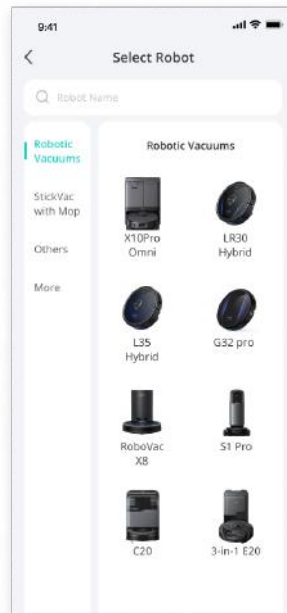 9:41
Select Robot
Robot Name
Robotic
Vacuums
StickVac
with Mop
Others
More
Robotic Vacuums
X10Pro
Omni
LR30
Hybrid
L35
Hybrid
G32 pro
RoboVac
X8
S1 Pro
C20
3-in-1 E20